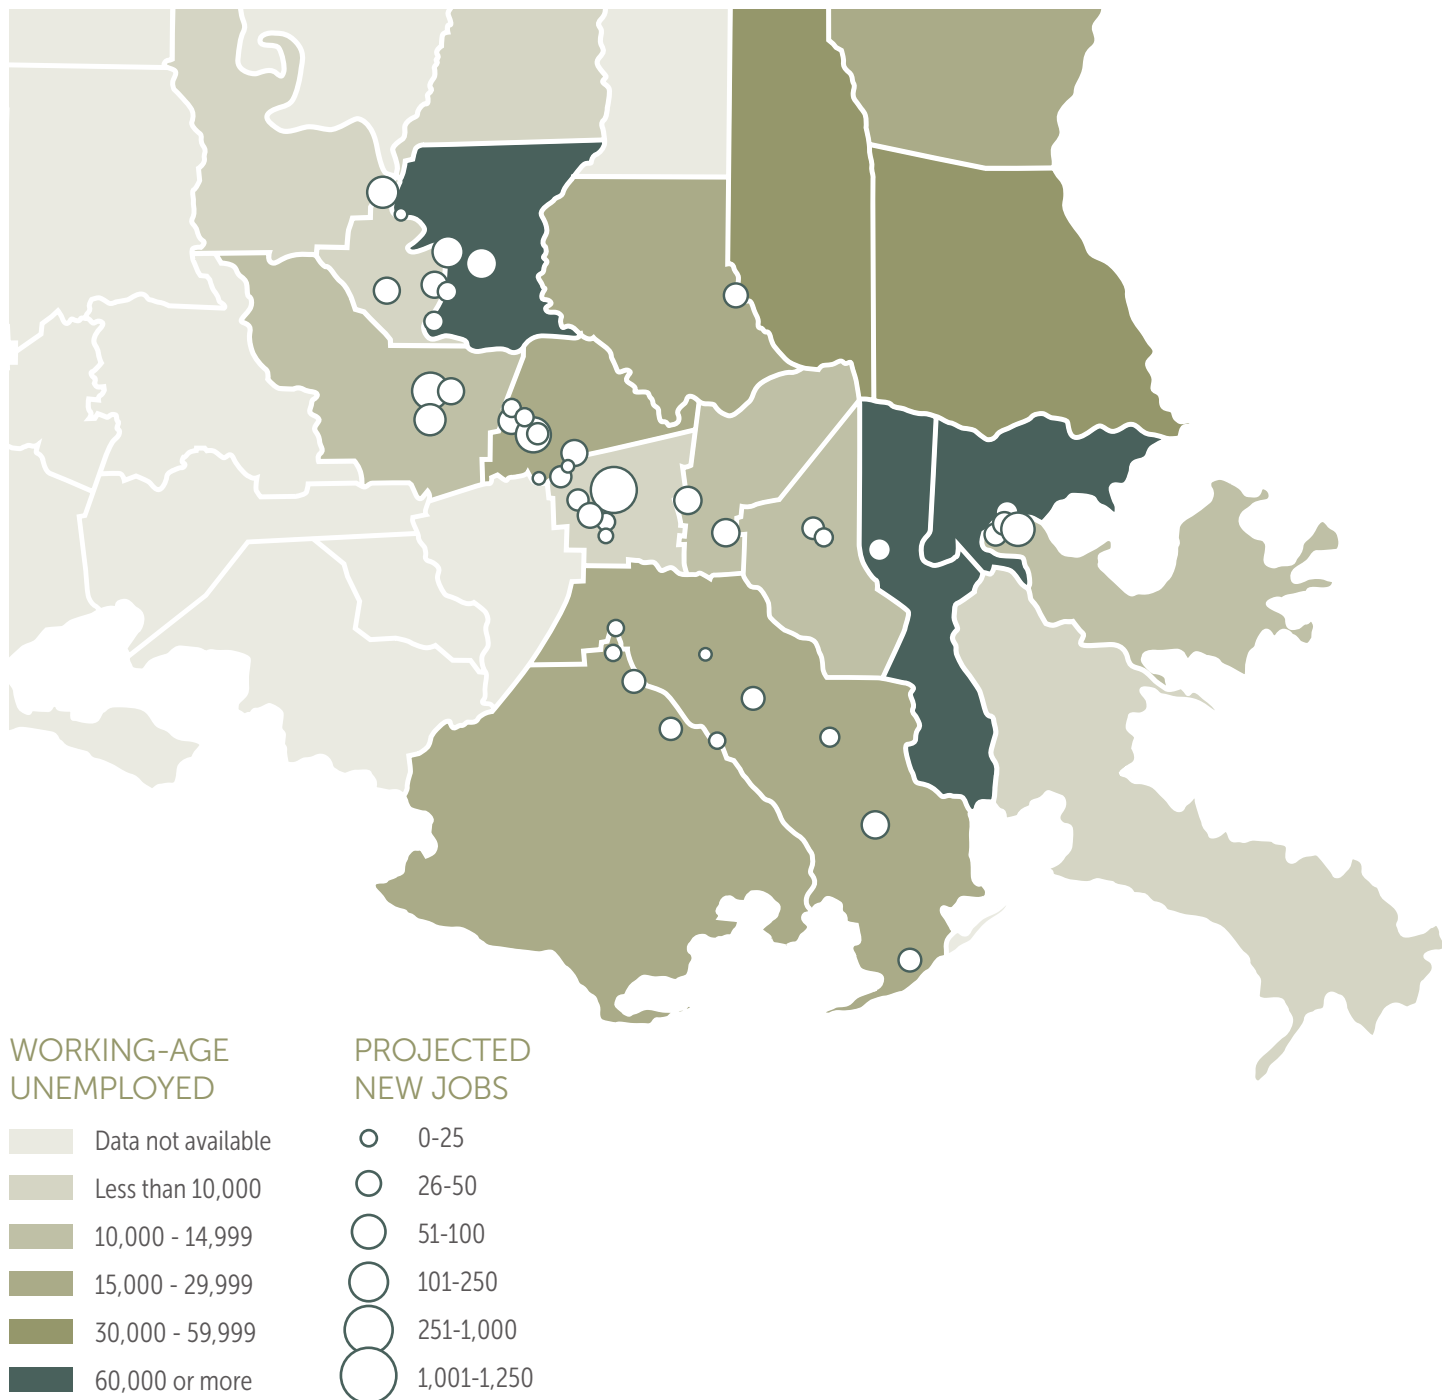 WORKING-AGE
UNEMPLOYED
Data not available
Less than 10,000
10,000 - 14,999
15,000 - 29,999
30,000 - 59,999
60,000 or more
PROJECTED
NEW JOBS
0-25
26-50
51-100
101-250
251-1,000
1,001-1,250